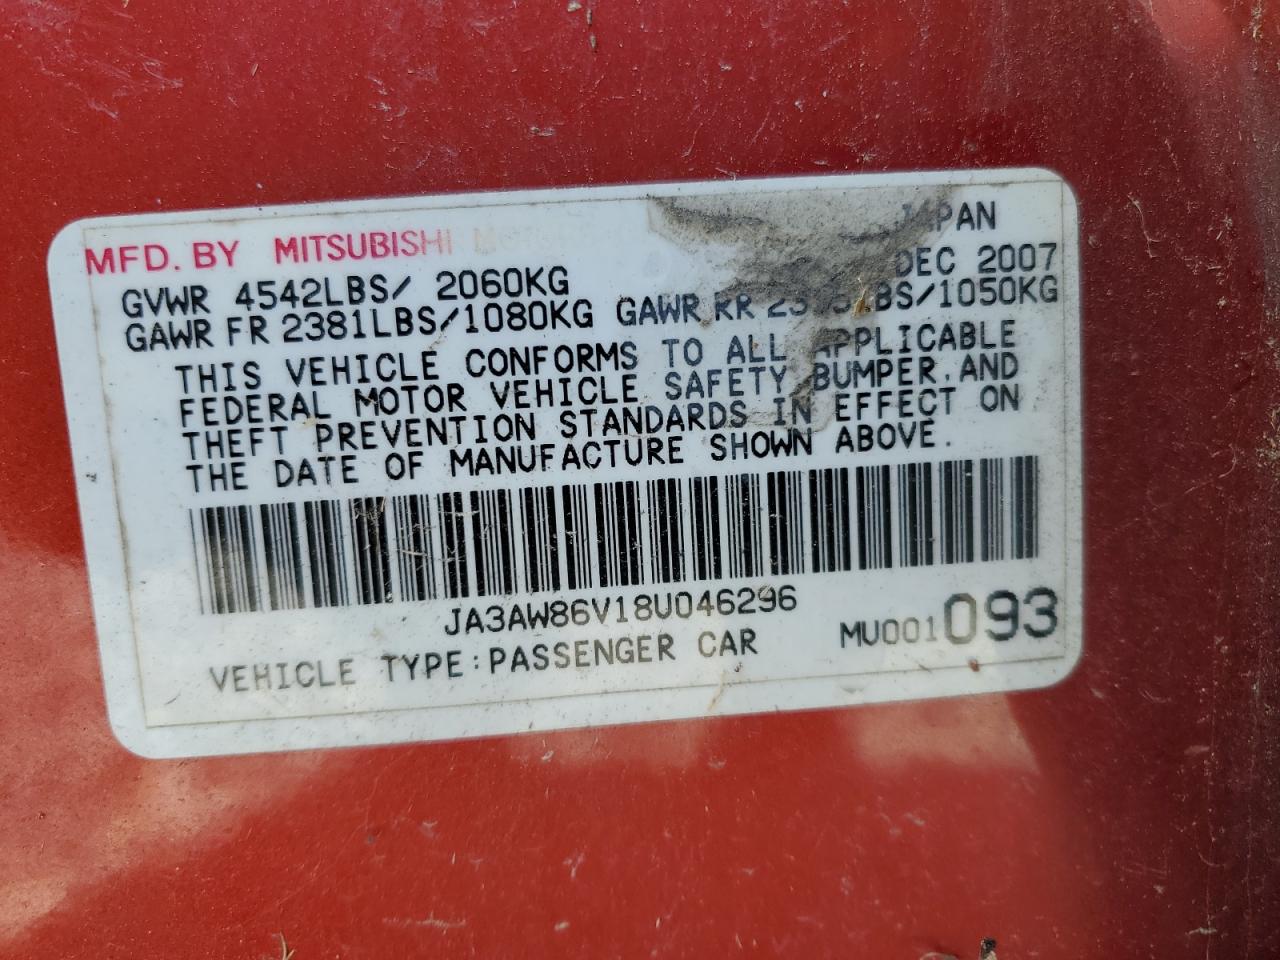 MFD. BY MITSUBISHI JAPAN
DEC 2007
GVWR 4542LBS/ 2060KG
GAWR FR 2381LBS/1080KG GAWR RR /1050KG
THIS VEHICLE CONFORMS TO ALL APPLICABLE
FEDERAL MOTOR VEHICLE SAFETY, BUMPER, AND
THEFT PREVENTION STANDARDS IN EFFECT ON
THE DATE OF MANUFACTURE SHOWN ABOVE.
JA3AW86V18U046296
VEHICLE TYPE:PASSENGER CAR MU001093